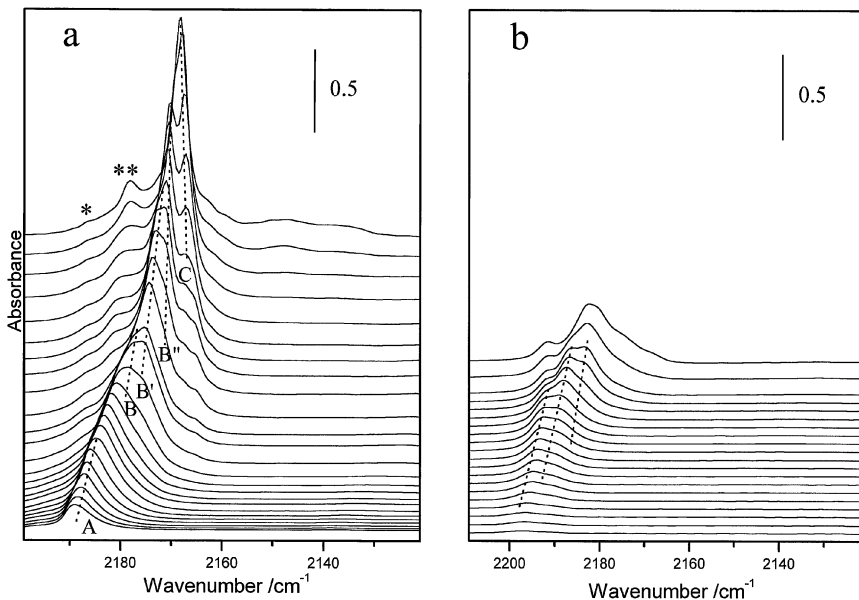 a
0.5
**
*
C
B"
B'
B
A
Absorbance
2180
2160
2140
Wavenumber /cm-1
b
0.5
2200
2180
2160
2140
Wavenumber /cm-1